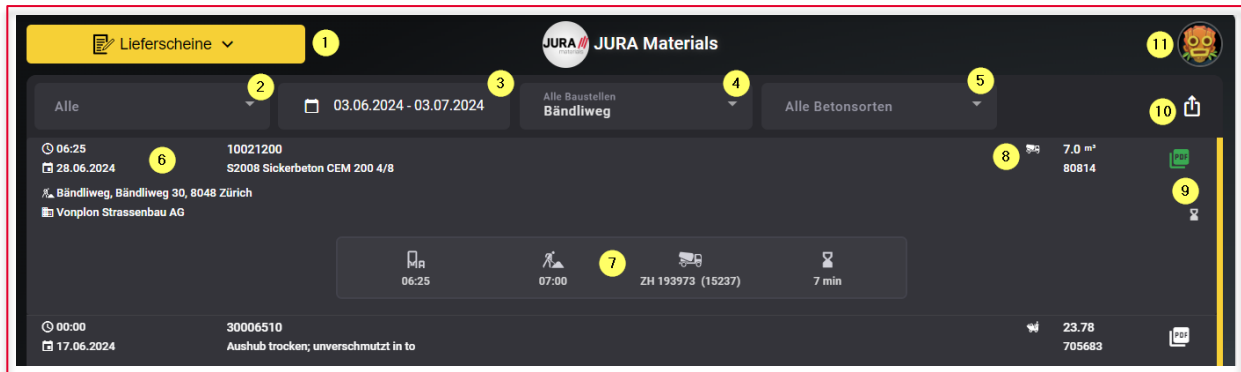 Lieferscheine
1
JURA
materials
JURA Materials
11
Alle
2
03.06.2024 - 03.07.2024
3
Alle Baustellen
Bändliweg
4
Alle Betonsorten
5
10
06:25
28.06.2024
6
10021200
S2008 Sickerbeton CEM 200 4/8
8
7.0 m³
80814
PDF
Bändliweg, Bändliweg 30, 8048 Zürich
Vonplon Strassenbau AG
9
06:25
07:00
7
ZH 193973 (15237)
7 min
00:00
17.06.2024
30006510
Aushub trocken; unverschmutzt in to
23.78
705683
PDF